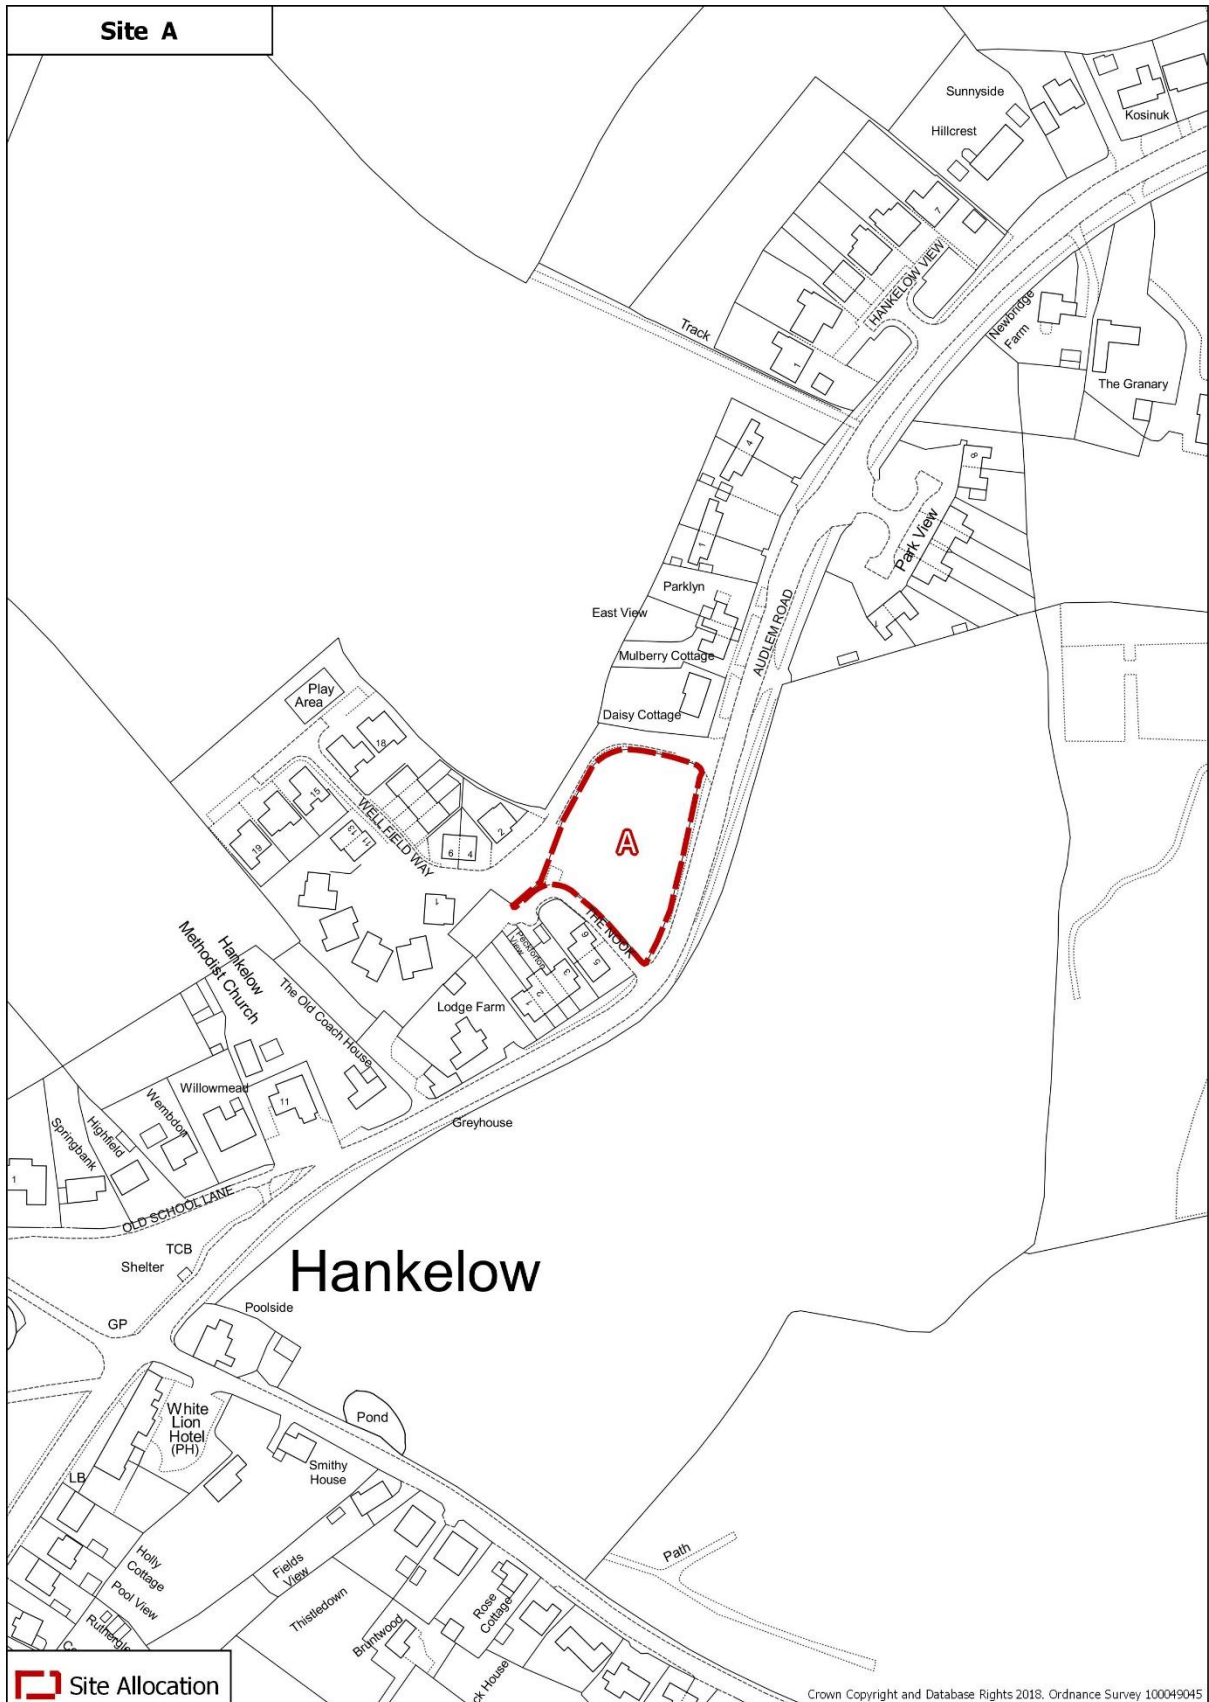 Site A
Sunnyside
Kosinuk
Hillcrest
7
HANKELOW VIEW
Newbridge
Farm
Track
1
The Granary
4
8
1
Park View
Parklyn
East View
AUDLEM ROAD
Mulberry Cottage
Daisy Cottage
Play
Area
18
15
WELLFIELD WAY
13
11
19
2
6
4
A
1
THE NOOK
Peckforton
View
6
5
3
2
1
Hankelow
Methodist Church
The Old Coach House
Lodge Farm
Willowmead
11
Wembdon
Highfield
Springbank
1
Greyhouse
OLD SCHOOL LANE
TCB
Shelter
Hankelow
GP
Poolside
White
Lion
Hotel
(PH)
Pond
LB
Smithy
House
Holly
Cottage
Pool View
Fields
View
Thistledown
Bruntwood
Rose
Cottage
Path
Site Allocation
Crown Copyright and Database Rights 2018. Ordnance Survey 100049045